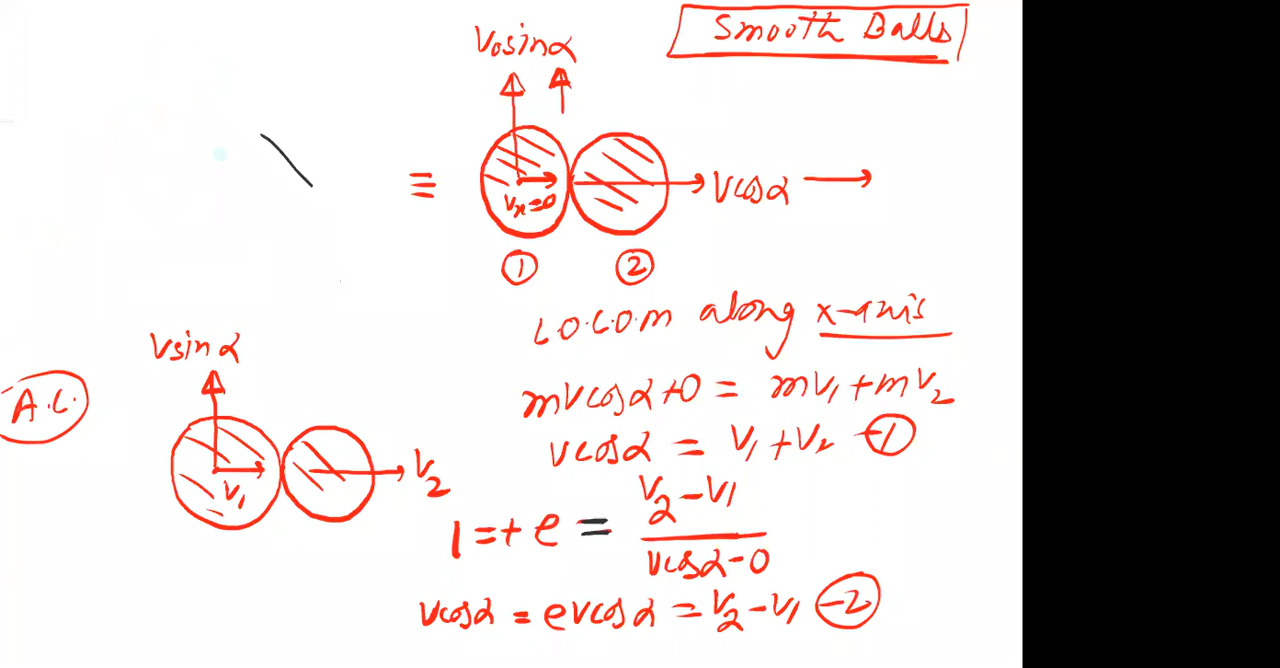 Smooth Balls
V0sinα
≡
Vx=0
Vcosα
① ②
L.O.C.O.M along x-axis
Vsinα
A.C.
mVcosα+0 = mV1+mV2
Vcosα = V1+V2 -①
V1
V2
1=+e = V2-V1 / Vcosα-0
Vcosα = eVcosα = V2-V1 -②